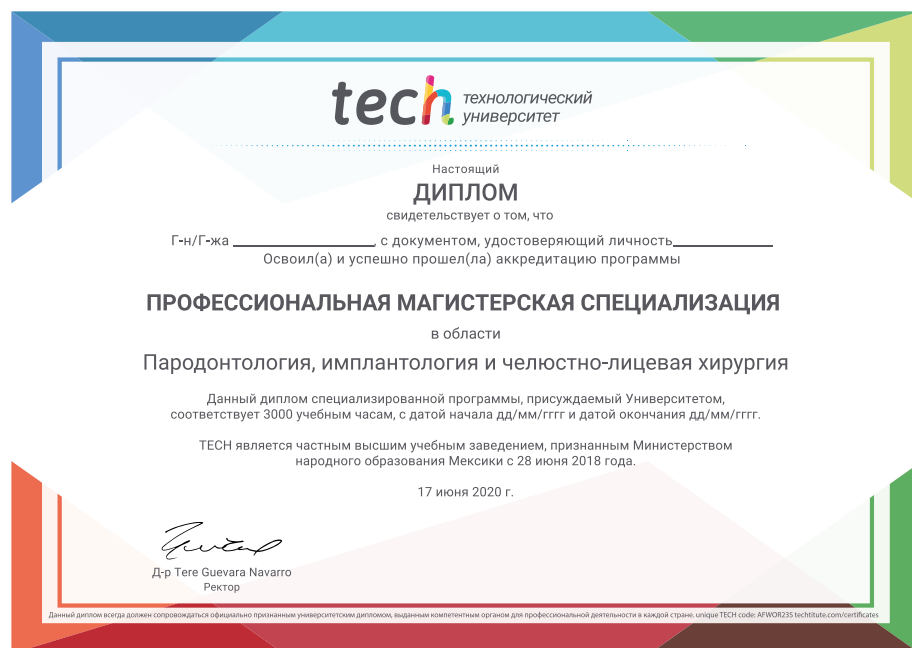 tech технологический
университет
Настоящий
ДИПЛОМ
свидетельствует о том, что
Г-н/Г-жа ____________________, с документом, удостоверяющий личность______________
Освоил(а) и успешно прошел(ла) аккредитацию программы
ПРОФЕССИОНАЛЬНАЯ МАГИСТЕРСКАЯ СПЕЦИАЛИЗАЦИЯ
в области
Пародонтология, имплантология и челюстно-лицевая хирургия
Данный диплом специализированной программы, присуждаемый Университетом,
соответствует 3000 учебным часам, с датой начала дд/мм/гггг и датой окончания дд/мм/гггг.
TECH является частным высшим учебным заведением, признанным Министерством
народного образования Мексики с 28 июня 2018 года.
17 июня 2020 г.
Д-р Tere Guevara Navarro
Ректор
Данный диплом всегда должен сопровождаться официально признанным университетским дипломом, выданным компетентным органом для профессиональной деятельности в каждой стране. unique TECH code: AFWOR23S techtitute.com/certificates